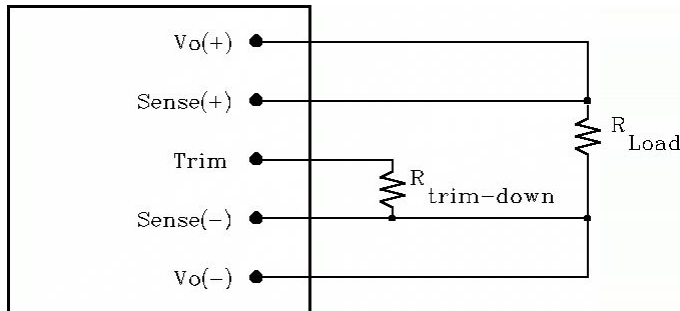 Vo(+)
Sense(+)
R
Load
Trim
R
trim-down
Sense(-)
Vo(-)